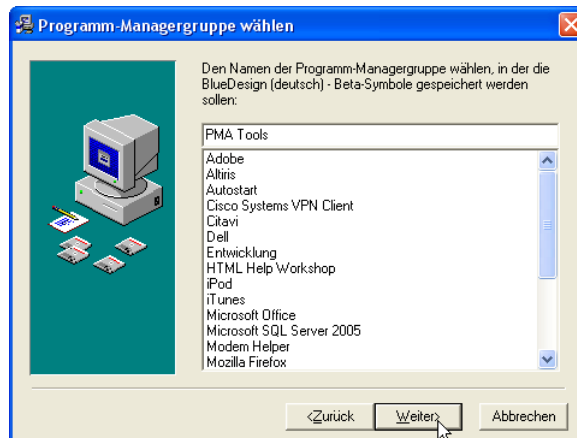 Programm-Managergruppe wählen
Den Namen der Programm-Managergruppe wählen, in der die
BlueDesign (deutsch) - Beta-Symbole gespeichert werden
sollen:
PMA Tools
Adobe
Altiris
Autostart
Cisco Systems VPN Client
Citavi
Dell
Entwicklung
HTML Help Workshop
iPod
iTunes
Microsoft Office
Microsoft SQL Server 2005
Modem Helper
Mozilla Firefox
<Zurück
Weiter>
Abbrechen